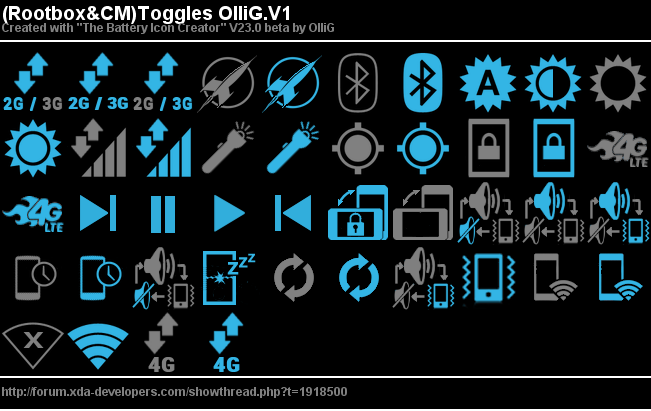 (Rootbox&CM)Toggles OlliG.V1
Created with "The Battery Icon Creator" V23.0 beta by OlliG
2G / 3G 2G / 3G 2G / 3G A
4G LTE
4G LTE
zzz
X 4G 4G
http://forum.xda-developers.com/showthread.php?t=1918500